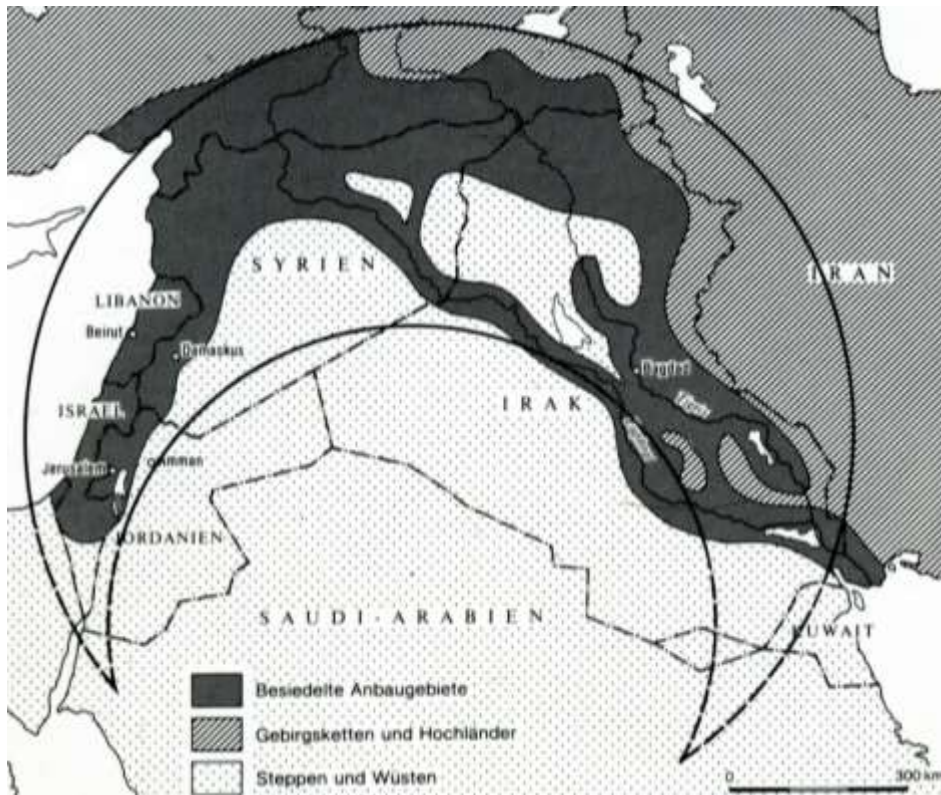 SYRIEN
IRAN
LIBANON
Beirut
Damaskus
Bagdad
Tigris
ISRAEL
IRAK
Jerusalem
Amman
JORDANIEN
SAUDI-ARABIEN
KUWAIT
Besiedelte Anbaugebiete
Gebirgsketten und Hochländer
Steppen und Wüsten
0 300 km